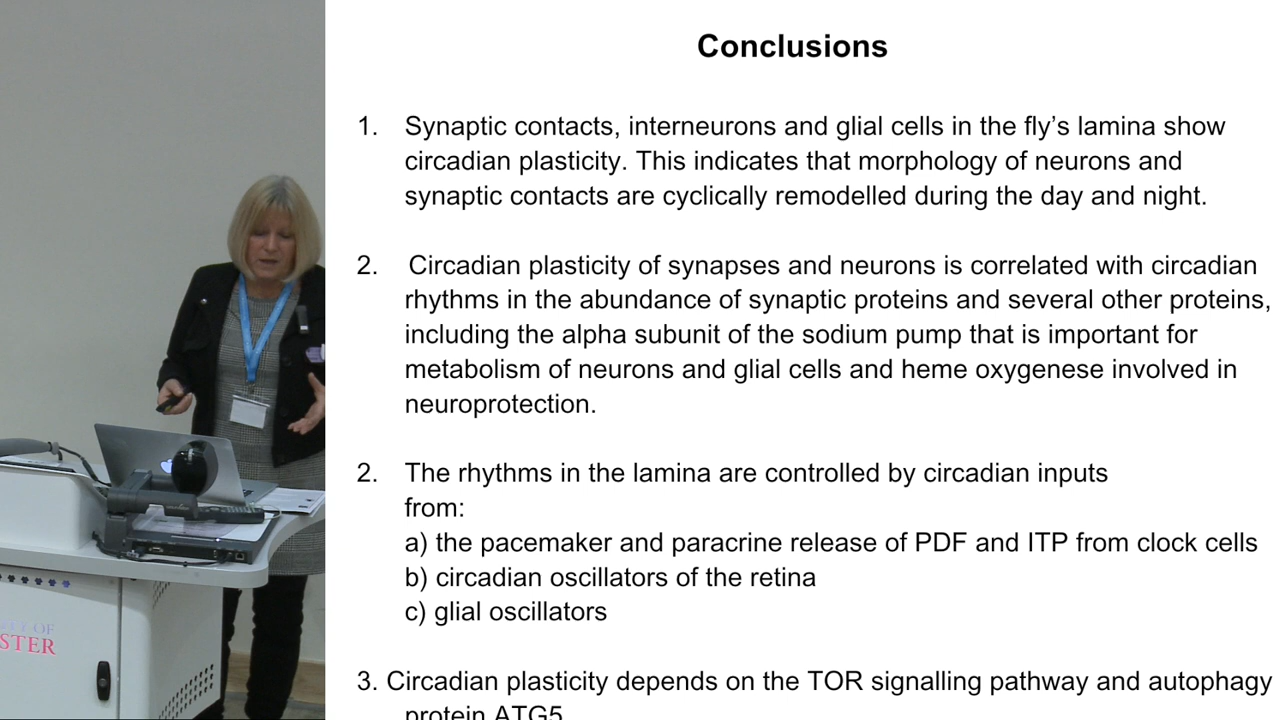 Conclusions
1. Synaptic contacts, interneurons and glial cells in the fly's lamina show
circadian plasticity. This indicates that morphology of neurons and
synaptic contacts are cyclically remodelled during the day and night.
2. Circadian plasticity of synapses and neurons is correlated with circadian
rhythms in the abundance of synaptic proteins and several other proteins,
including the alpha subunit of the sodium pump that is important for
metabolism of neurons and glial cells and heme oxygenese involved in
neuroprotection.
2. The rhythms in the lamina are controlled by circadian inputs
from:
a) the pacemaker and paracrine release of PDF and ITP from clock cells
b) circadian oscillators of the retina
c) glial oscillators
3. Circadian plasticity depends on the TOR signalling pathway and autophagy
protein ATG5
OF
STER